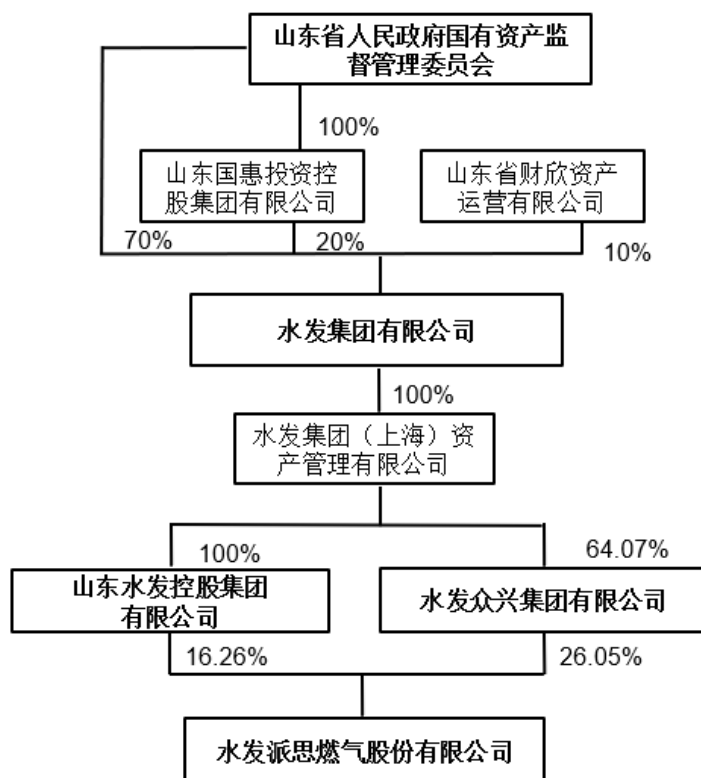 山东省人民政府国有资产监
督管理委员会
100%
山东国惠投资控
股集团有限公司
山东省财欣资产
运营有限公司
70%
20%
10%
水发集团有限公司
100%
水发集团（上海）资
产管理有限公司
100%
64.07%
山东水发控股集团
有限公司
水发众兴集团有限公司
16.26%
26.05%
水发派思燃气股份有限公司